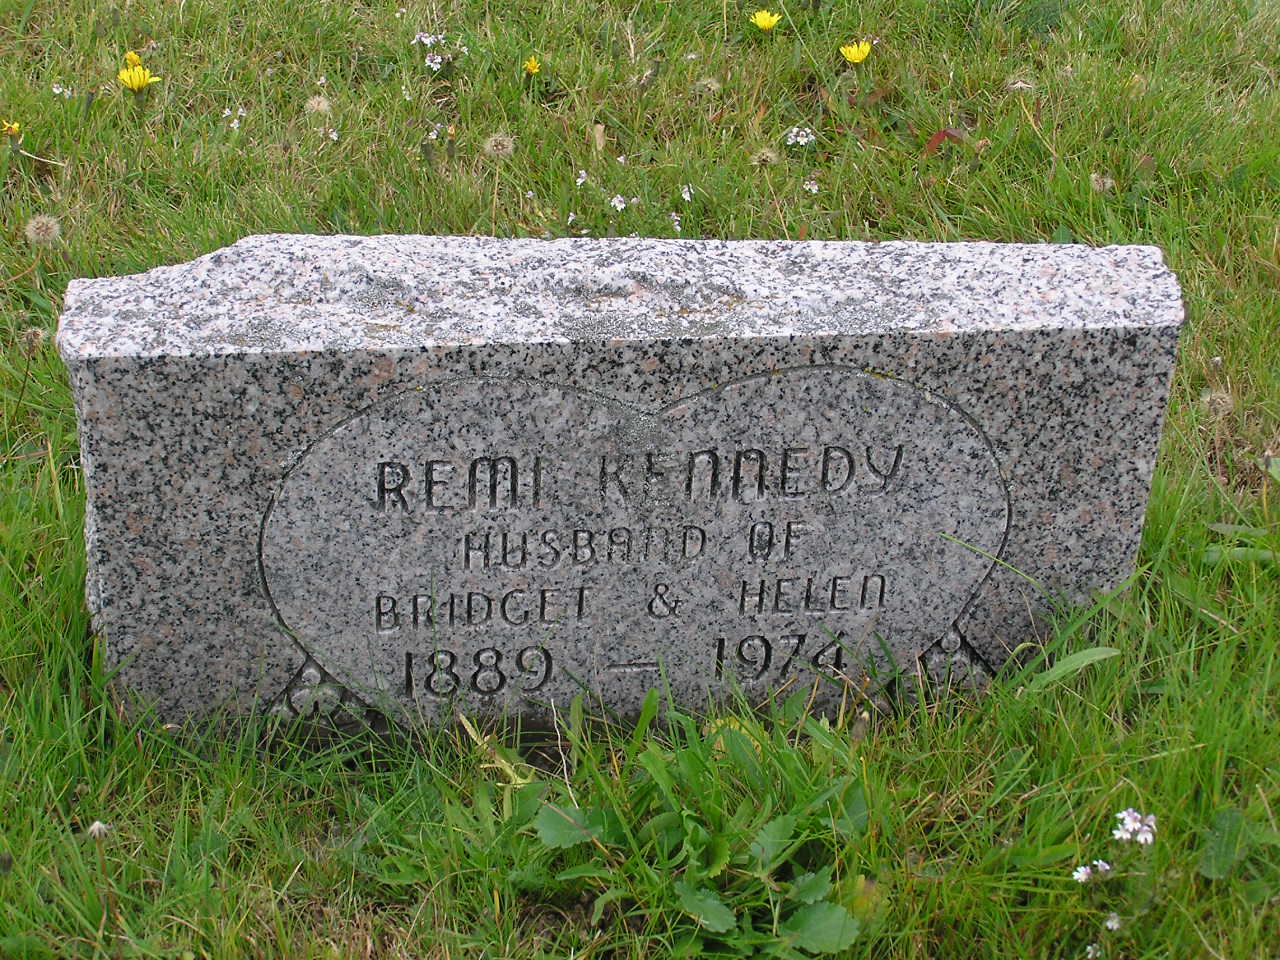 REMI KENNEDY
HUSBAND OF
BRIDGET & HELEN
1889 — 1974